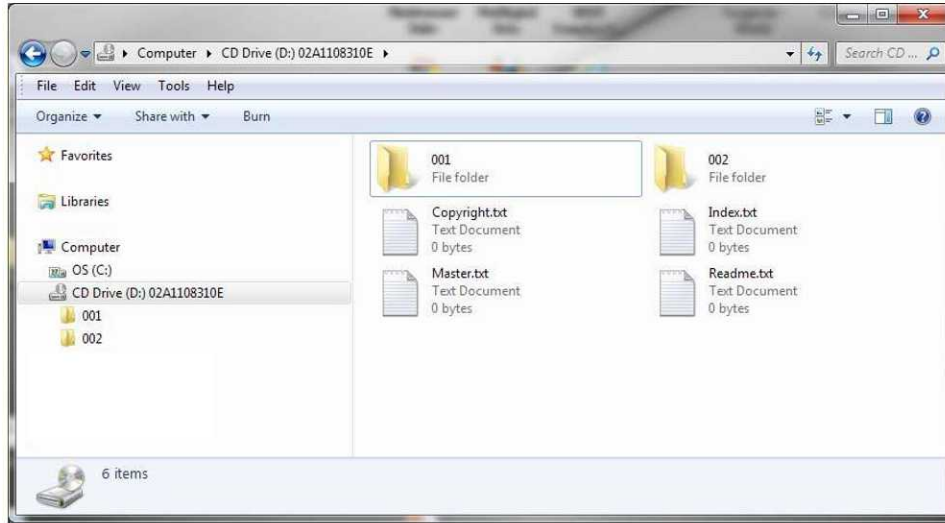 Computer ▸ CD Drive (D:) 02A1108310E ▸
Search CD ...
File Edit View Tools Help
Organize Share with Burn
Favorites
Libraries
Computer
OS (C:)
CD Drive (D:) 02A1108310E
001
002
001
File folder
002
File folder
Copyright.txt
Text Document
0 bytes
Index.txt
Text Document
0 bytes
Master.txt
Text Document
0 bytes
Readme.txt
Text Document
0 bytes
6 items